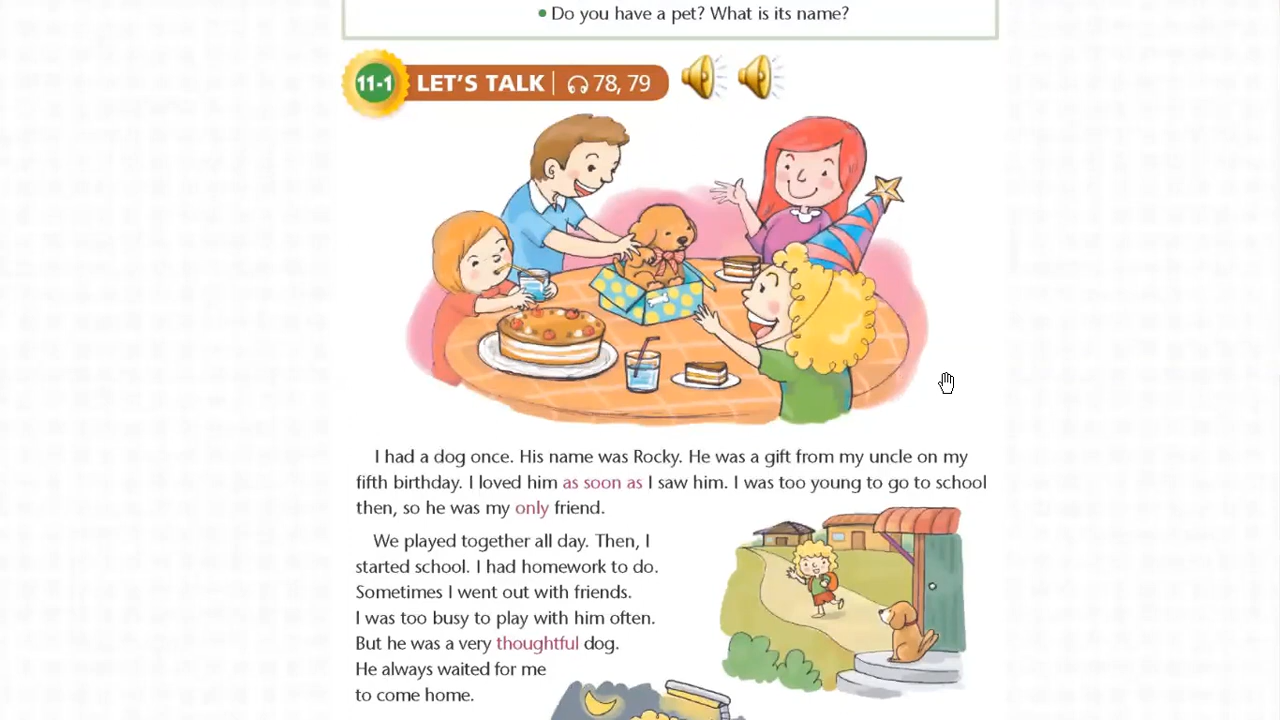 • Do you have a pet? What is its name?
11-1 LET'S TALK | 78, 79
I had a dog once. His name was Rocky. He was a gift from my uncle on my
fifth birthday. I loved him as soon as I saw him. I was too young to go to school
then, so he was my only friend.
We played together all day. Then, I
started school. I had homework to do.
Sometimes I went out with friends.
I was too busy to play with him often.
But he was a very thoughtful dog.
He always waited for me
to come home.